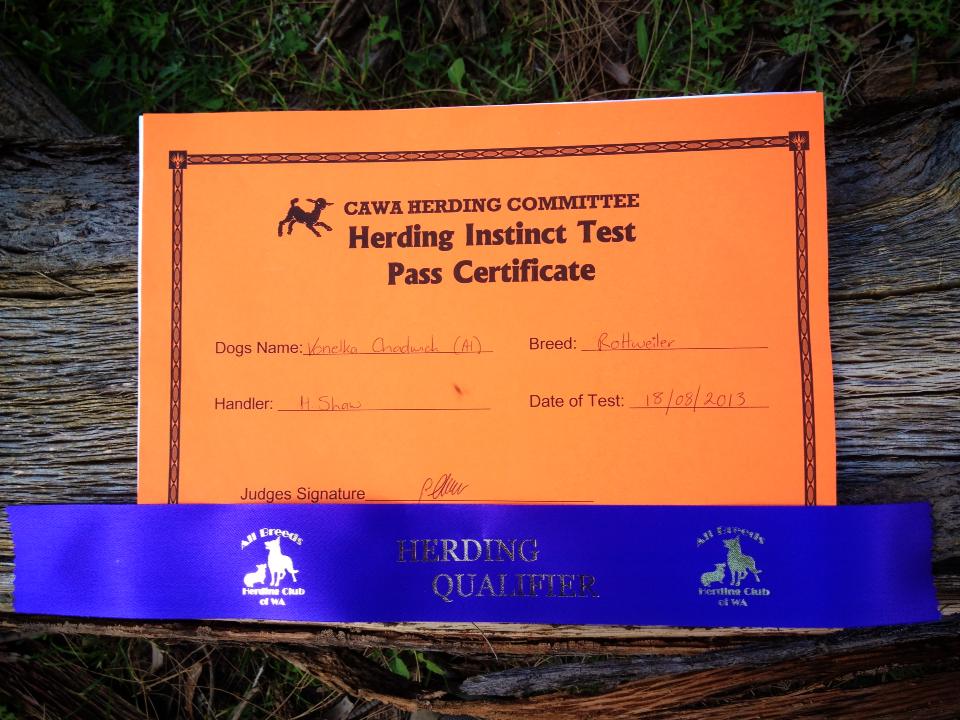 CAWA HERDING COMMITTEE
Herding Instinct Test
Pass Certificate
Dogs Name: Vonelka Chadwick (AI) Breed: Rottweiler
Handler: H. Shaw Date of Test: 18/08/2013
Judges Signature
All Breeds
Herding Club
of WA
HERDING
QUALIFIER
All Breeds
Herding Club
of WA